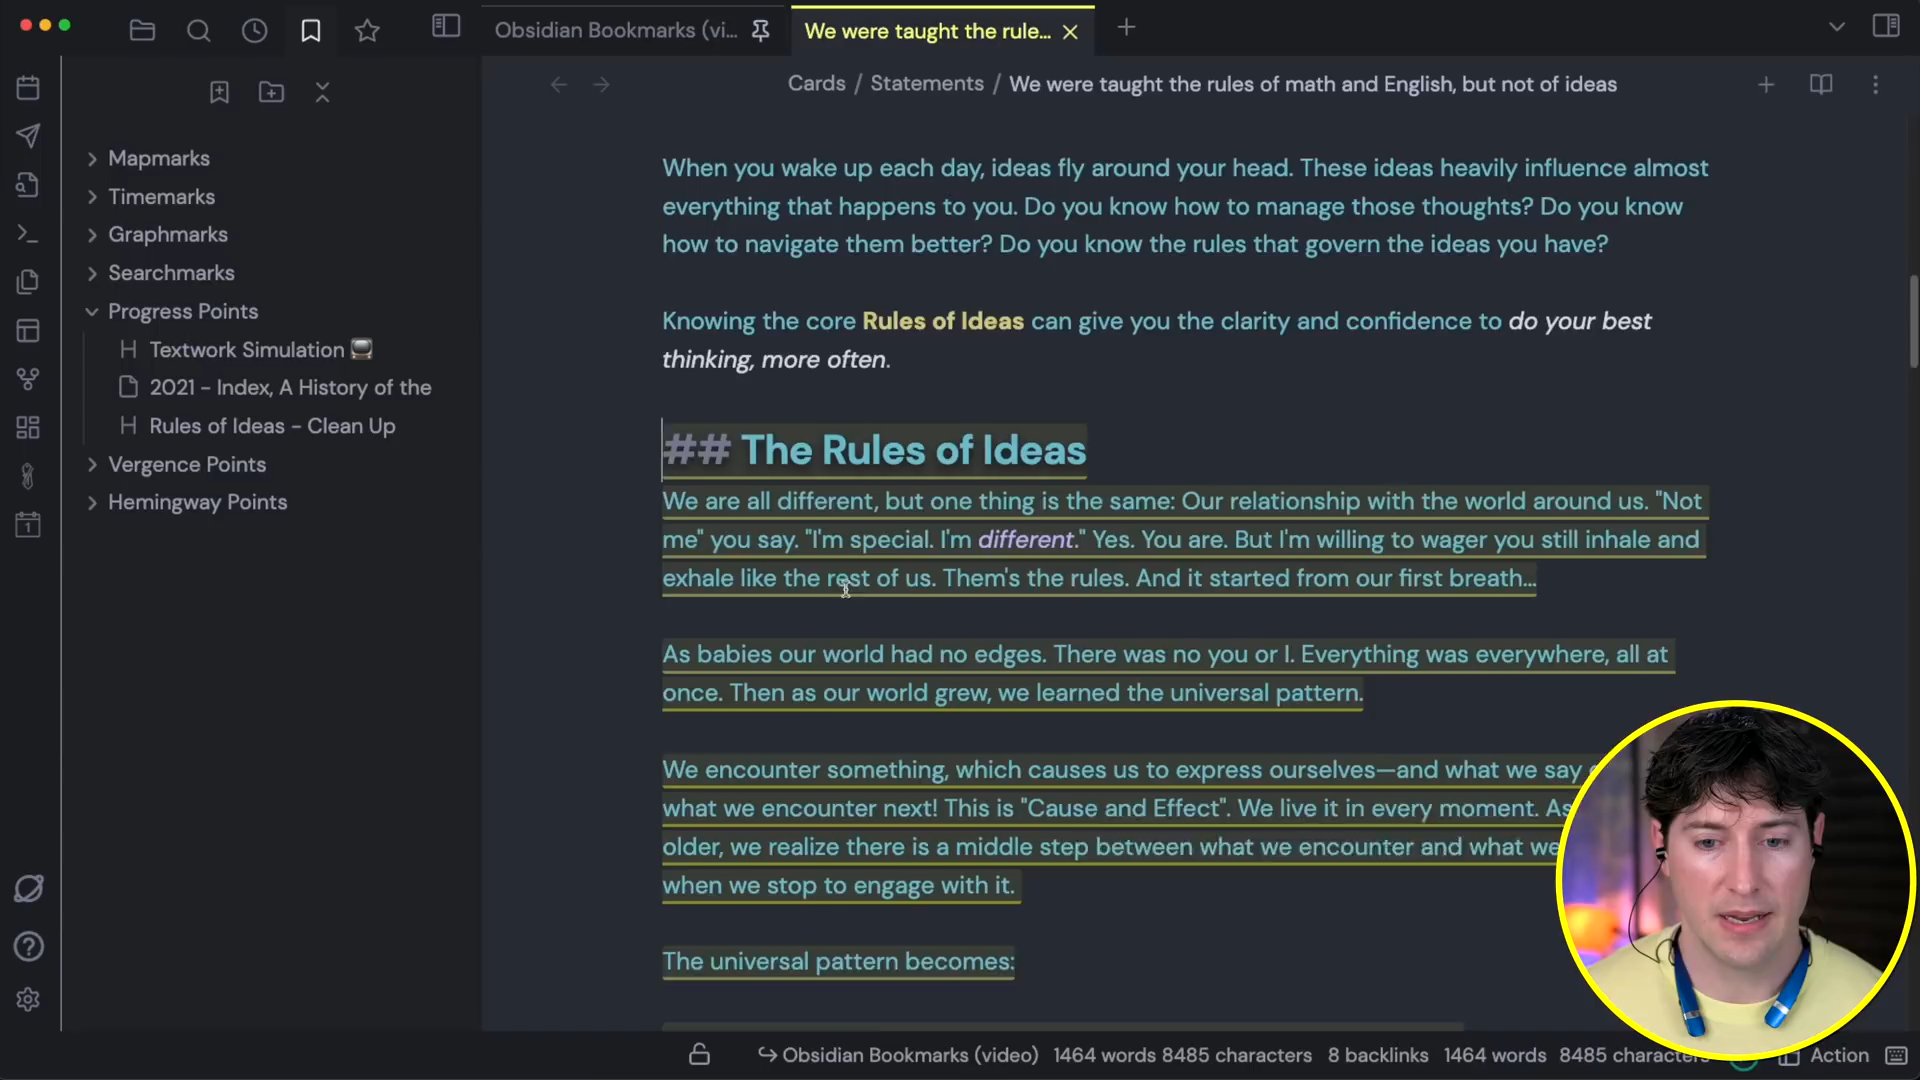 Obsidian Bookmarks (vi...
We were taught the rule...
Cards / Statements / We were taught the rules of math and English, but not of ideas
Mapmarks
Timemarks
Graphmarks
Searchmarks
Progress Points
Textwork Simulation
2021 - Index, A History of the
Rules of Ideas - Clean Up
Vergence Points
Hemingway Points
1
When you wake up each day, ideas fly around your head. These ideas heavily influence almost
everything that happens to you. Do you know how to manage those thoughts? Do you know
how to navigate them better? Do you know the rules that govern the ideas you have?
Knowing the core Rules of Ideas can give you the clarity and confidence to do your best
thinking, more often.
## The Rules of Ideas
We are all different, but one thing is the same: Our relationship with the world around us. "Not
me" you say. "I'm special. I'm different." Yes. You are. But I'm willing to wager you still inhale and
exhale like the rest of us. Them's the rules. And it started from our first breath...
As babies our world had no edges. There was no you or I. Everything was everywhere, all at
once. Then as our world grew, we learned the universal pattern.
We encounter something, which causes us to express ourselves—and what we say
what we encounter next! This is "Cause and Effect". We live it in every moment. As
older, we realize there is a middle step between what we encounter and what we
when we stop to engage with it.
The universal pattern becomes:
Obsidian Bookmarks (video) 1464 words 8485 characters 8 backlinks 1464 words 8485 characters Action